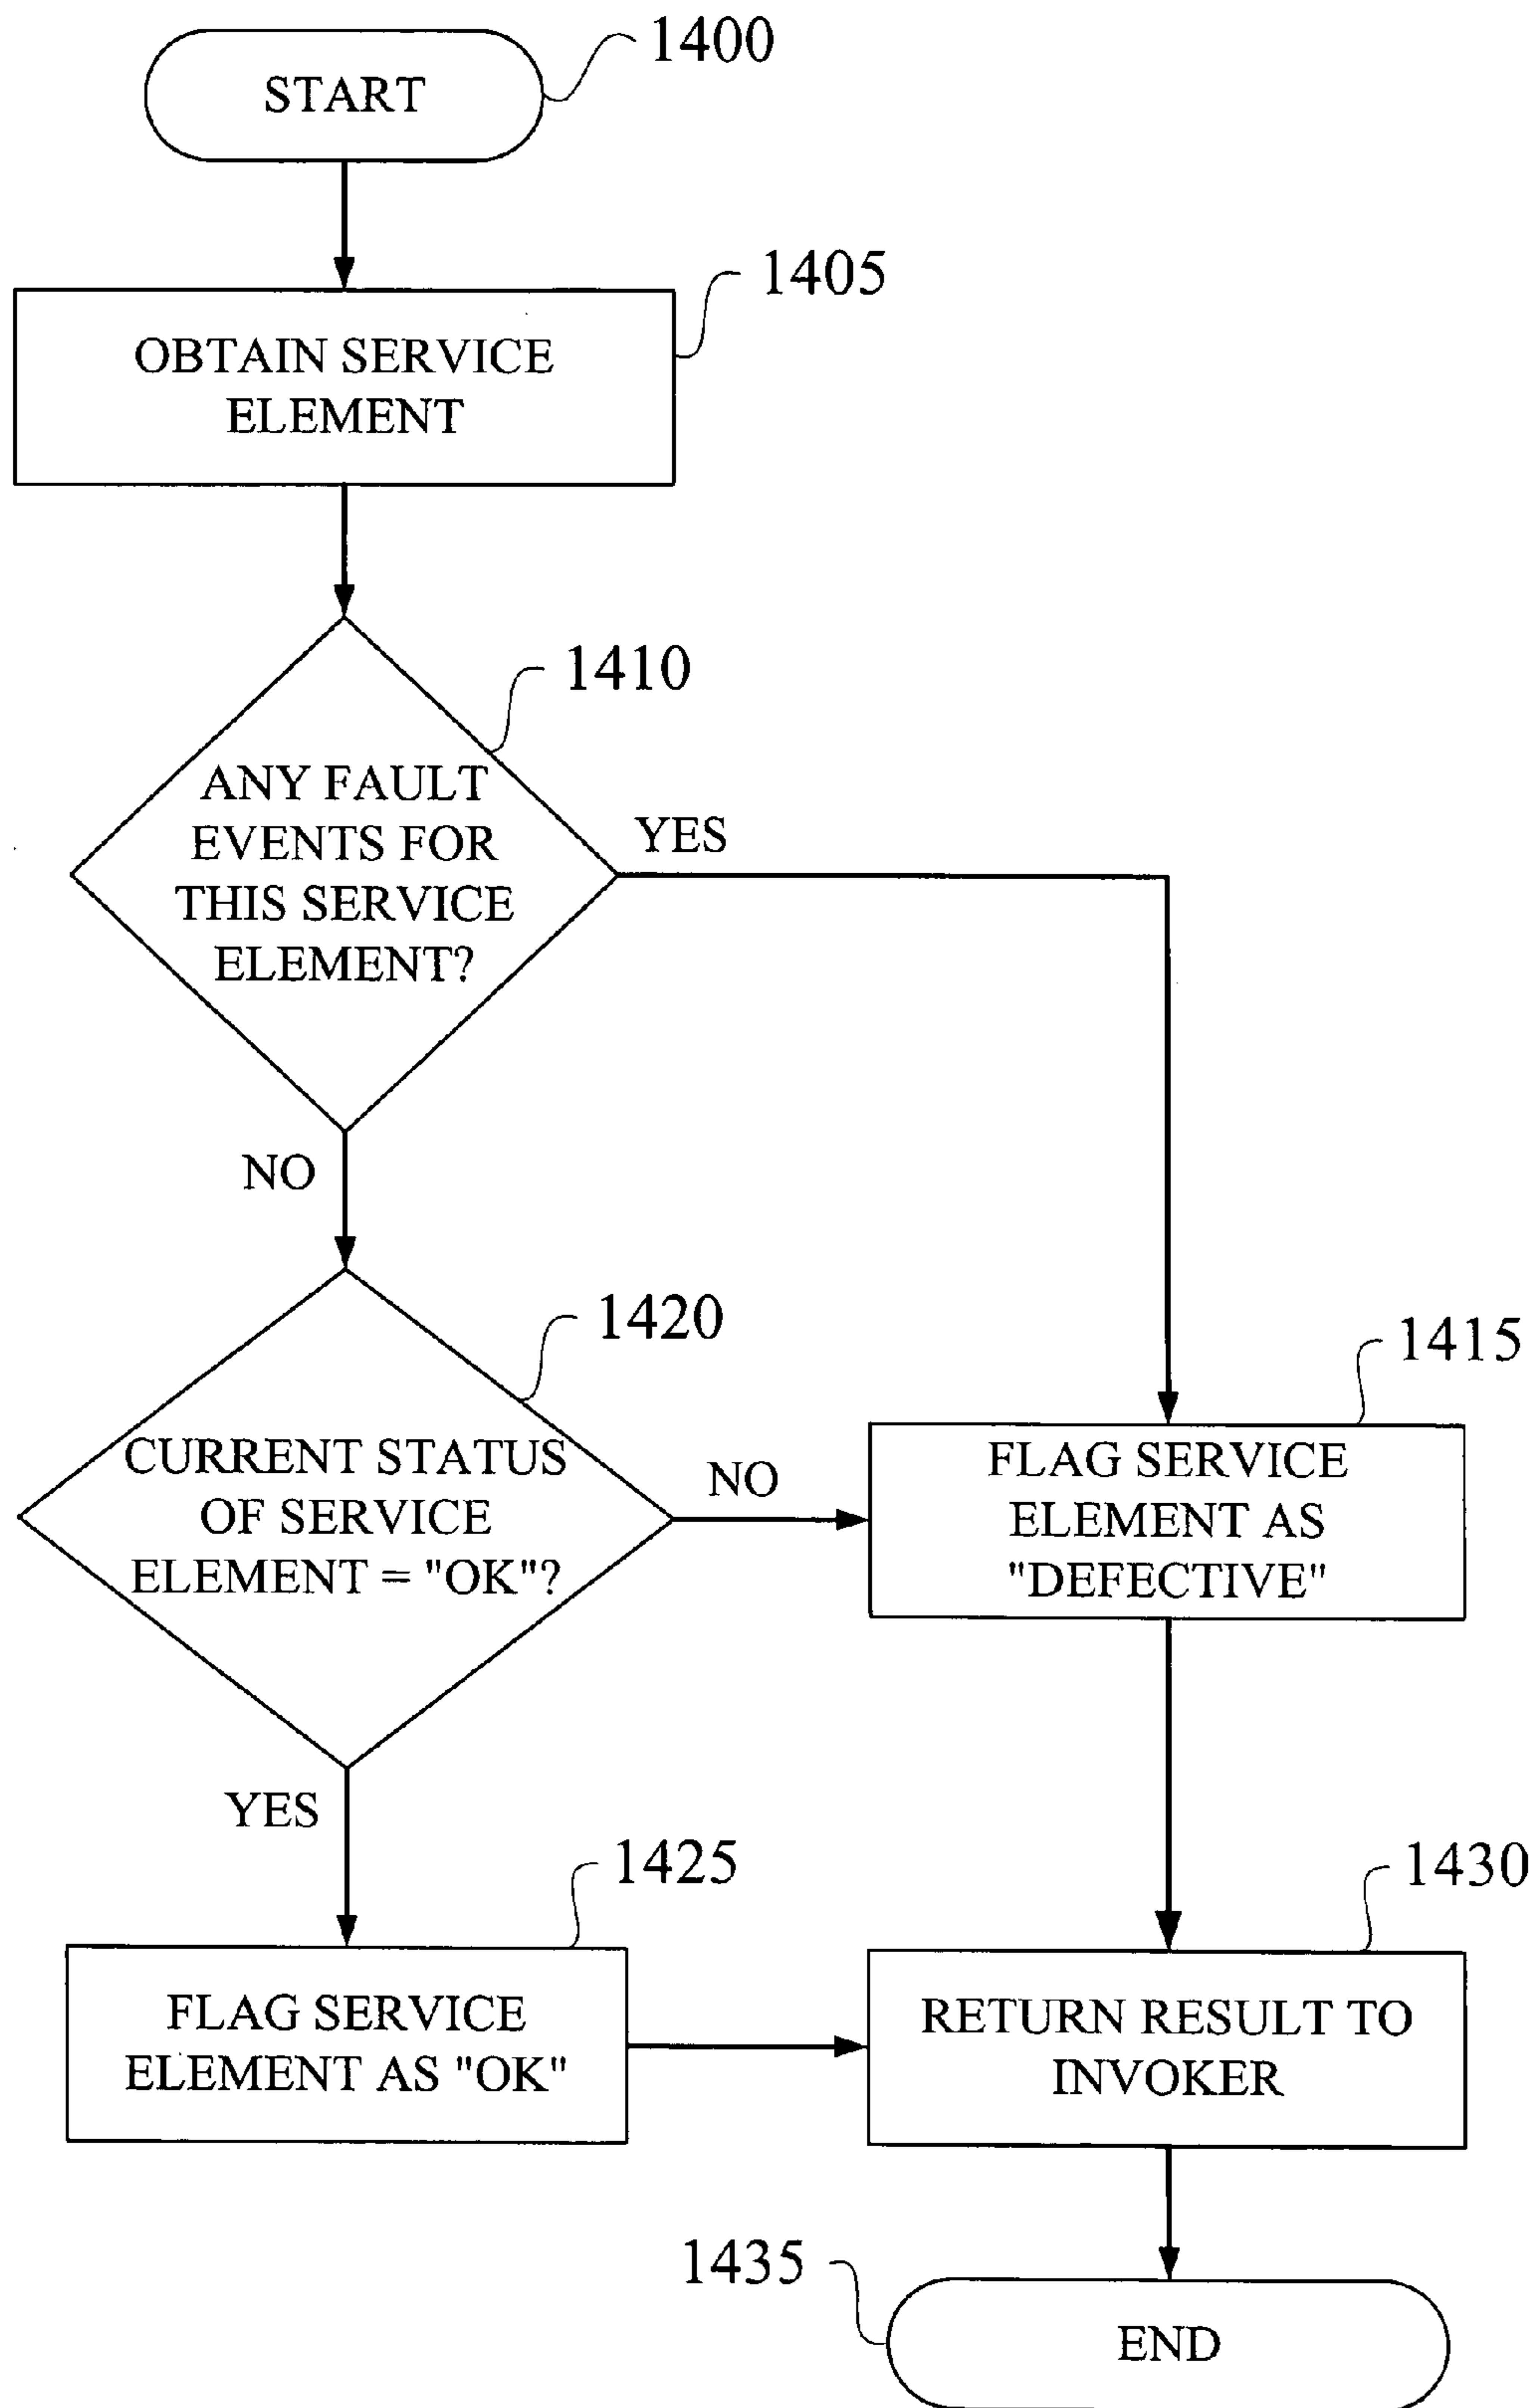 1400
START
1405
OBTAIN SERVICE
ELEMENT
1410
ANY FAULT
EVENTS FOR
THIS SERVICE
ELEMENT?
YES
NO
1420
CURRENT STATUS
OF SERVICE
ELEMENT = "OK"?
NO
1415
FLAG SERVICE
ELEMENT AS
"DEFECTIVE"
YES
1425
FLAG SERVICE
ELEMENT AS "OK"
1430
RETURN RESULT TO
INVOKER
1435
END